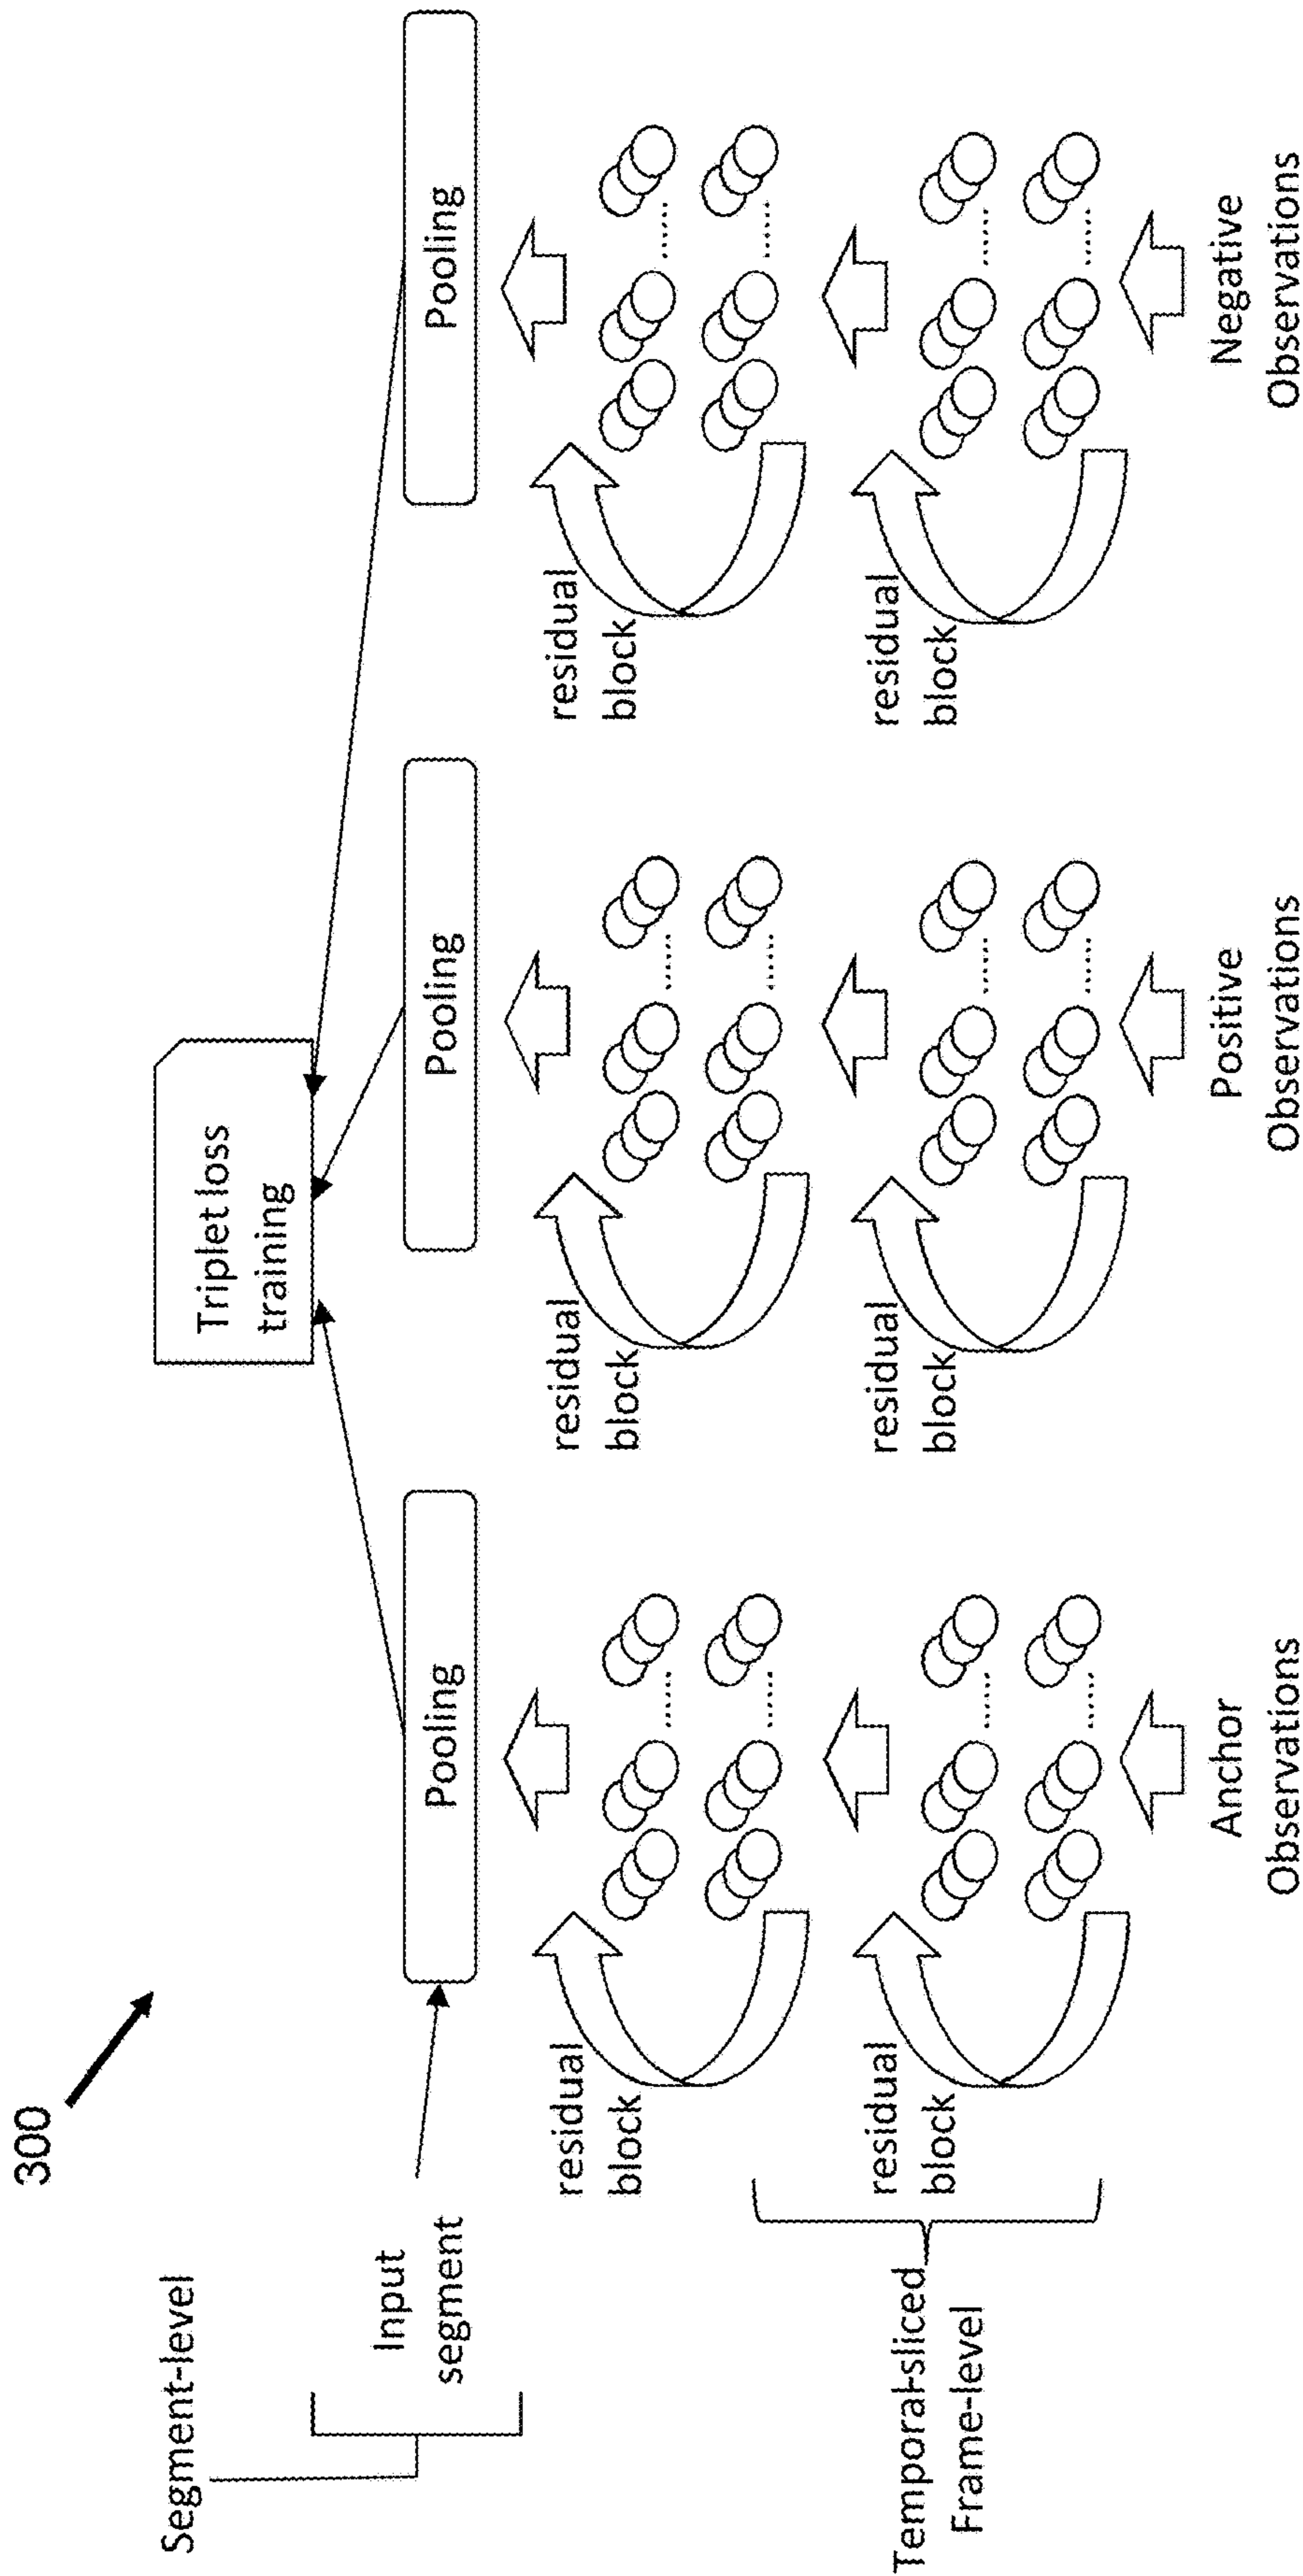 300
Segment-level
Input
segment
Temporal-sliced
Frame-level
Triplet loss
training
Pooling
Pooling
Pooling
residual
block
residual
block
residual
block
residual
block
residual
block
residual
block
Anchor
Observations
Positive
Observations
Negative
Observations